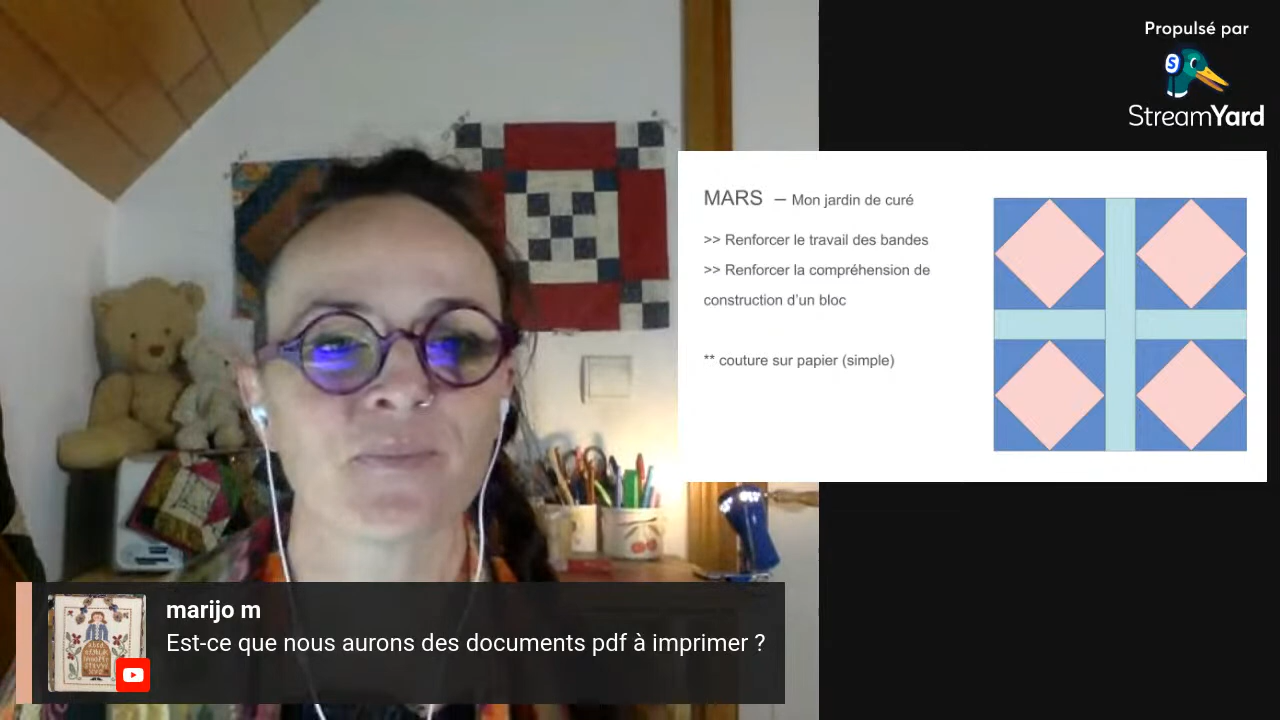 Propulsé par
StreamYard
MARS – Mon jardin de curé
>> Renforcer le travail des bandes
>> Renforcer la compréhension de
construction d'un bloc
** couture sur papier (simple)
marijo m
Est-ce que nous aurons des documents pdf à imprimer ?